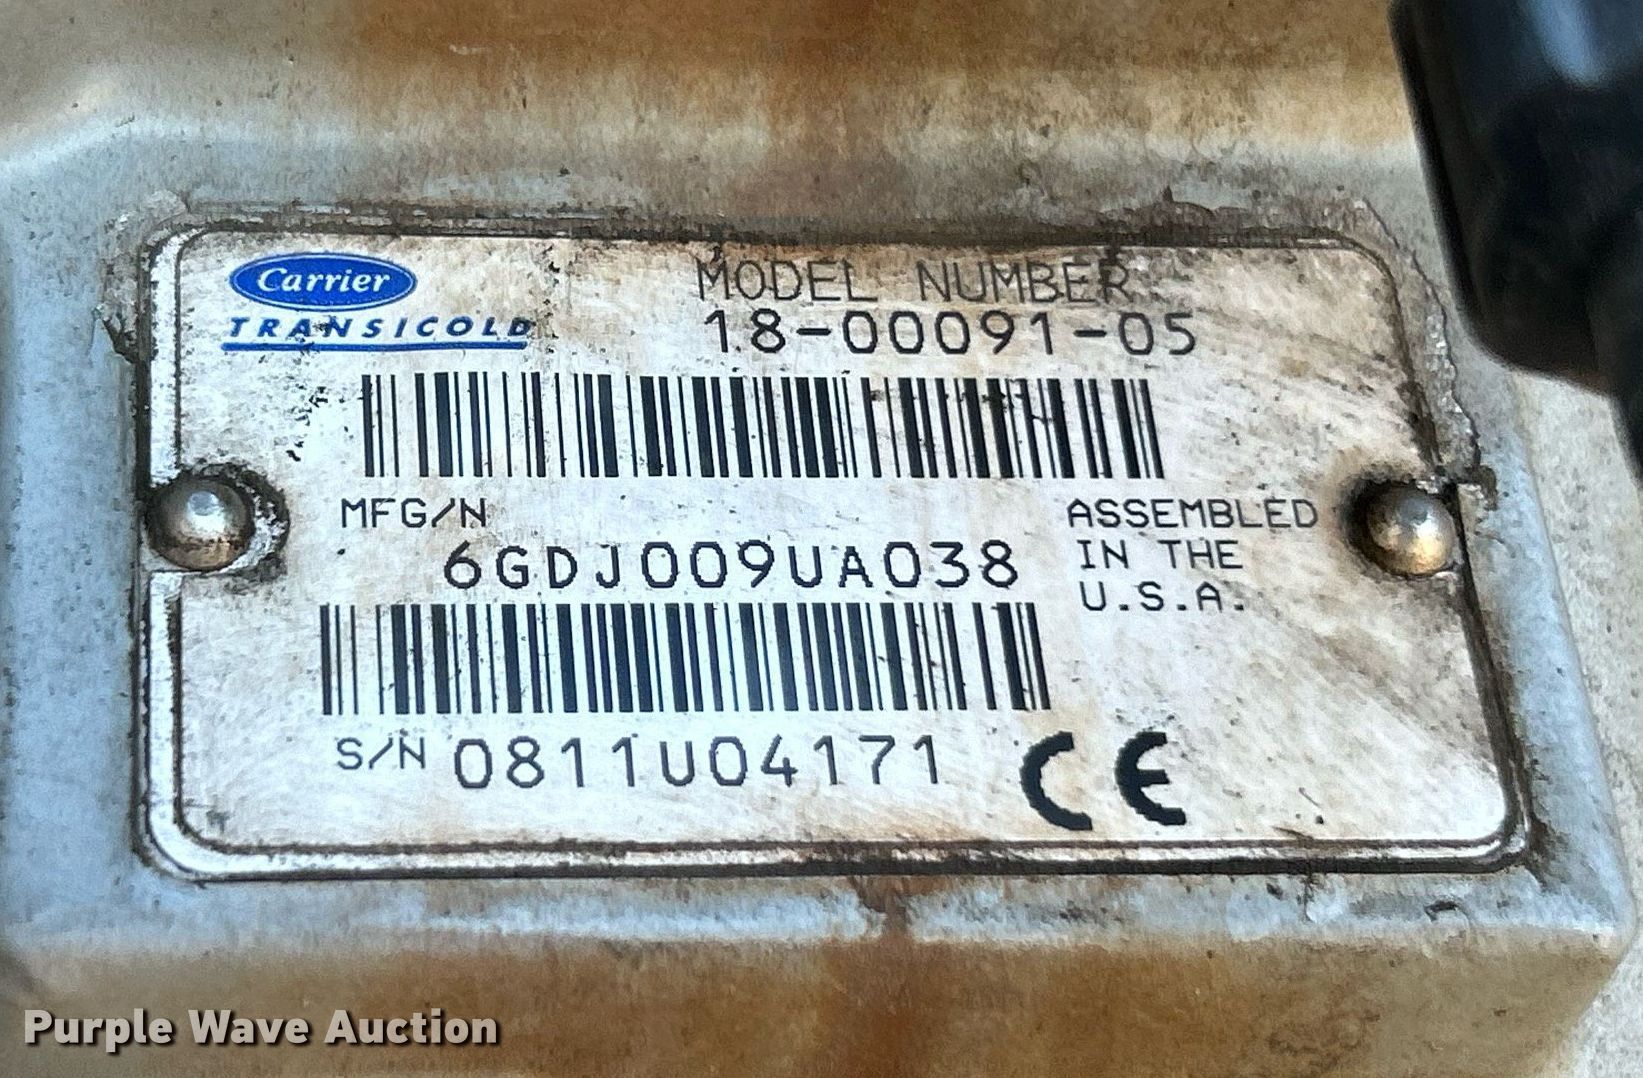 Carrier
TRANSICOLD
MODEL NUMBER
18-00091-05
MFG/N
6GDJ009UA038
ASSEMBLED
IN THE
U.S.A.
S/N 0811U04171
CE
Purple Wave Auction